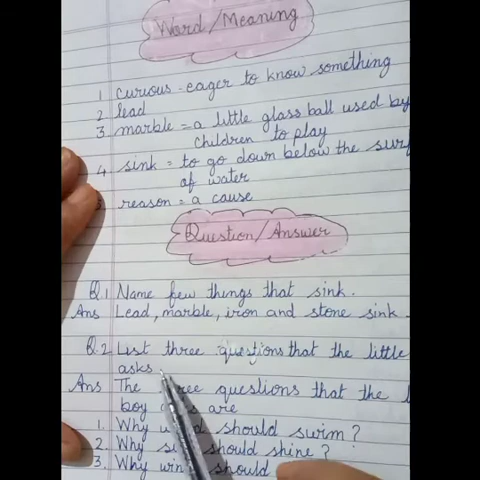 Word/Meaning
1 curious - eager to know something
2 lead
3. marble = a little glass ball used by
children to play
4. sink = to go down below the
of water
5 reason = a cause
Question/Answer
Q.1 Name few things that sink.
Ans Lead, marble, iron and stone sink.
Q.2 List three questions that the little
asks.
Ans The questions that the
boy are
1. Why should swim?
2. Why should shine?
3. Why should